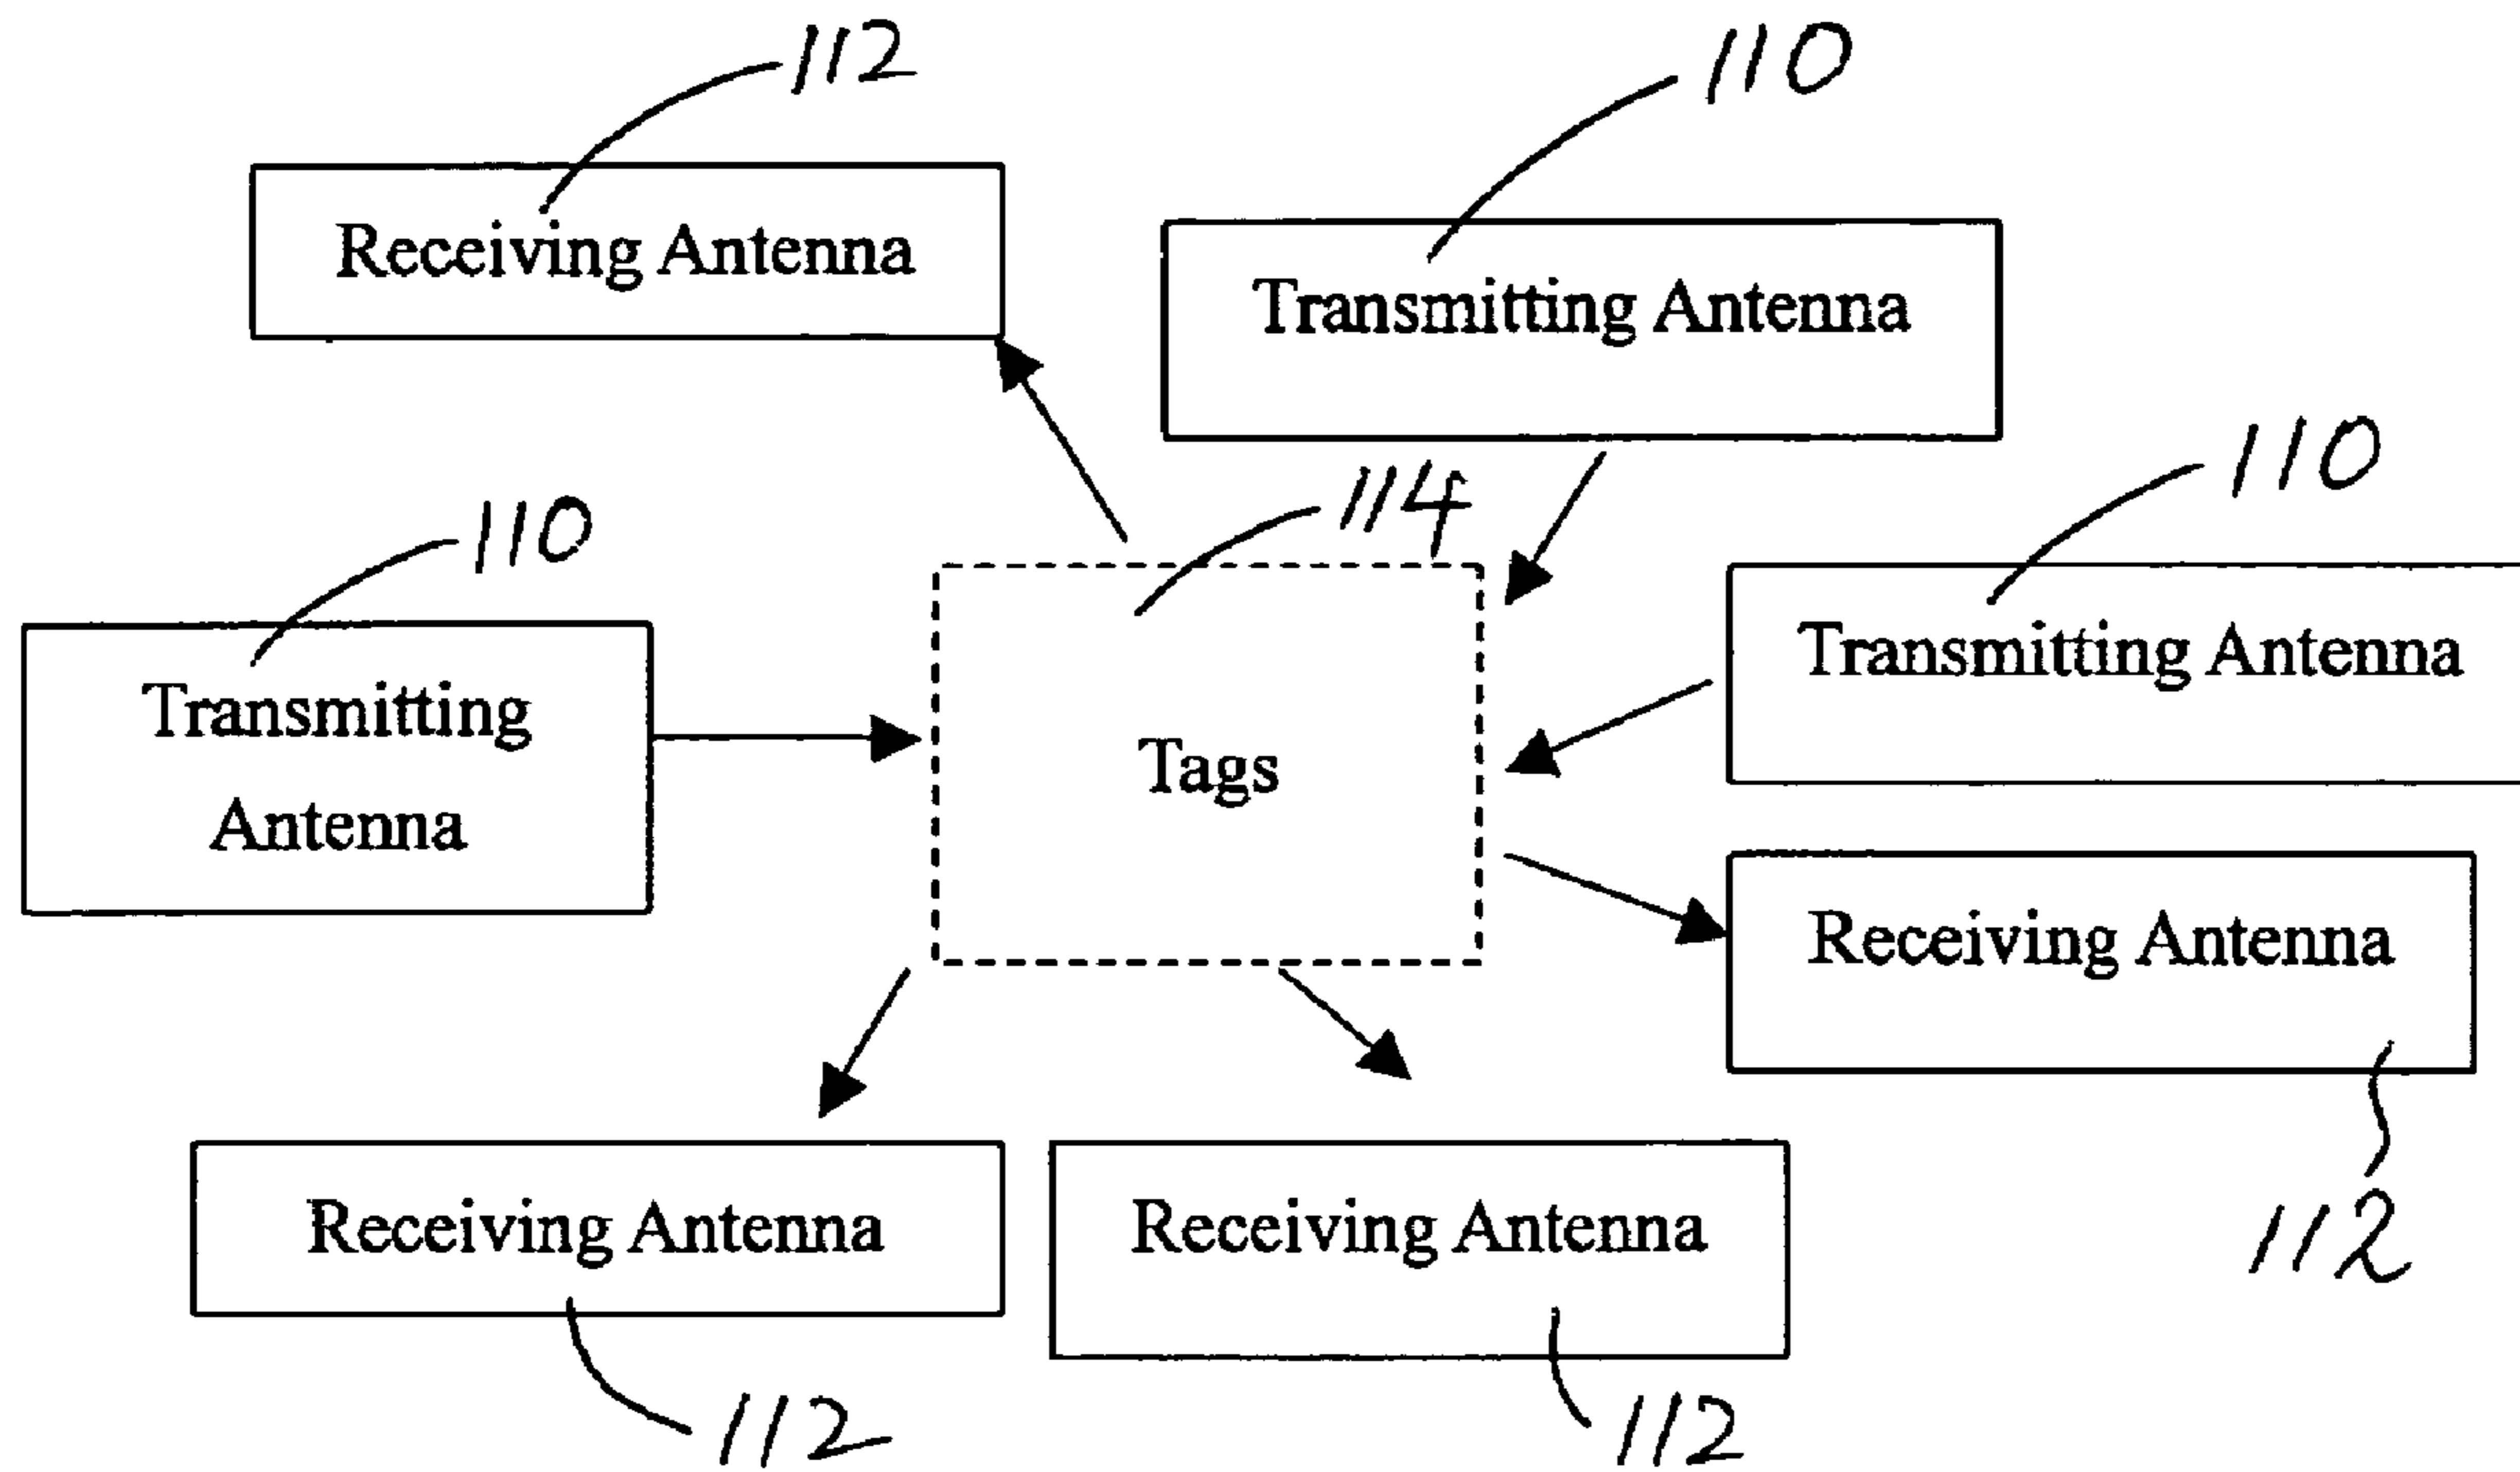 112
110
Receiving Antenna
Transmitting Antenna
110
114
110
Transmitting
Antenna
Tags
Transmitting Antenna
Receiving Antenna
112
Receiving Antenna
Receiving Antenna
112
112